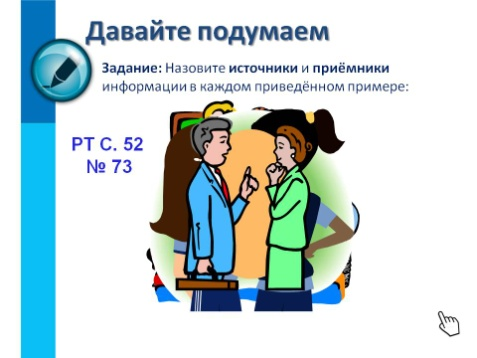 Давайте подумаем
Задание: Назовите источники и приёмники
информации в каждом приведённом примере:
РТ С. 52
№ 73